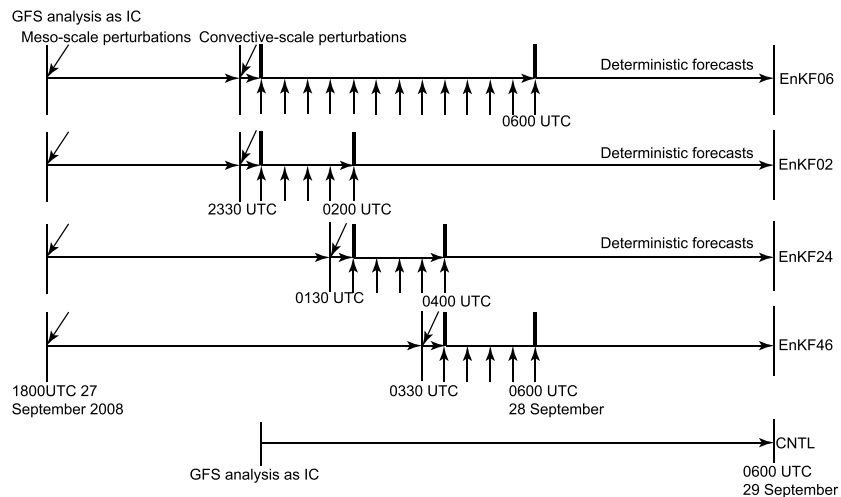 GFS analysis as IC
Meso-scale perturbations Convective-scale perturbations
Deterministic forecasts
EnKF06
0600 UTC
Deterministic forecasts
EnKF02
2330 UTC
0200 UTC
Deterministic forecasts
EnKF24
0130 UTC
0400 UTC
EnKF46
1800UTC 27
September 2008
0330 UTC
0600 UTC
28 September
CNTL
GFS analysis as IC
0600 UTC
29 September